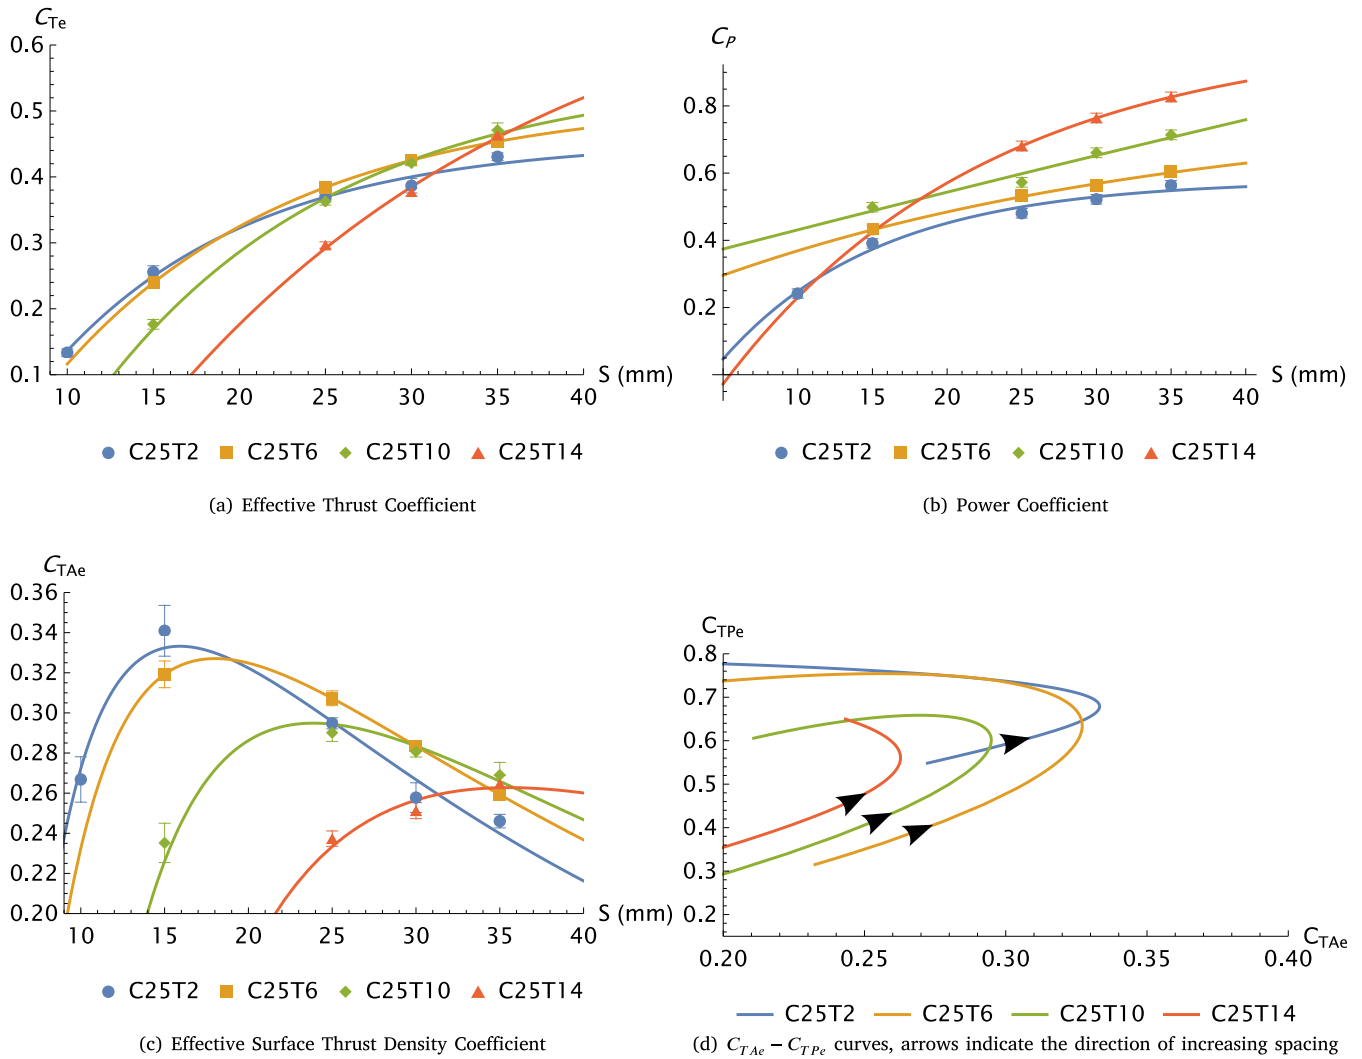 C_Te
0.6
0.5
0.4
0.3
0.2
0.1
10 15 20 25 30 35 40
S (mm)
C25T2 C25T6 C25T10 C25T14
(a) Effective Thrust Coefficient
C_P
0.8
0.6
0.4
0.2
10 20 30 40
S (mm)
C25T2 C25T6 C25T10 C25T14
(b) Power Coefficient
C_TAe
0.36
0.34
0.32
0.30
0.28
0.26
0.24
0.22
0.20
10 15 20 25 30 35 40
S (mm)
C25T2 C25T6 C25T10 C25T14
(c) Effective Surface Thrust Density Coefficient
C_TPe
0.8
0.7
0.6
0.5
0.4
0.3
0.2
0.20 0.25 0.30 0.35 0.40
C_TAe
C25T2 C25T6 C25T10 C25T14
(d) C_TAe − C_TPe curves, arrows indicate the direction of increasing spacing